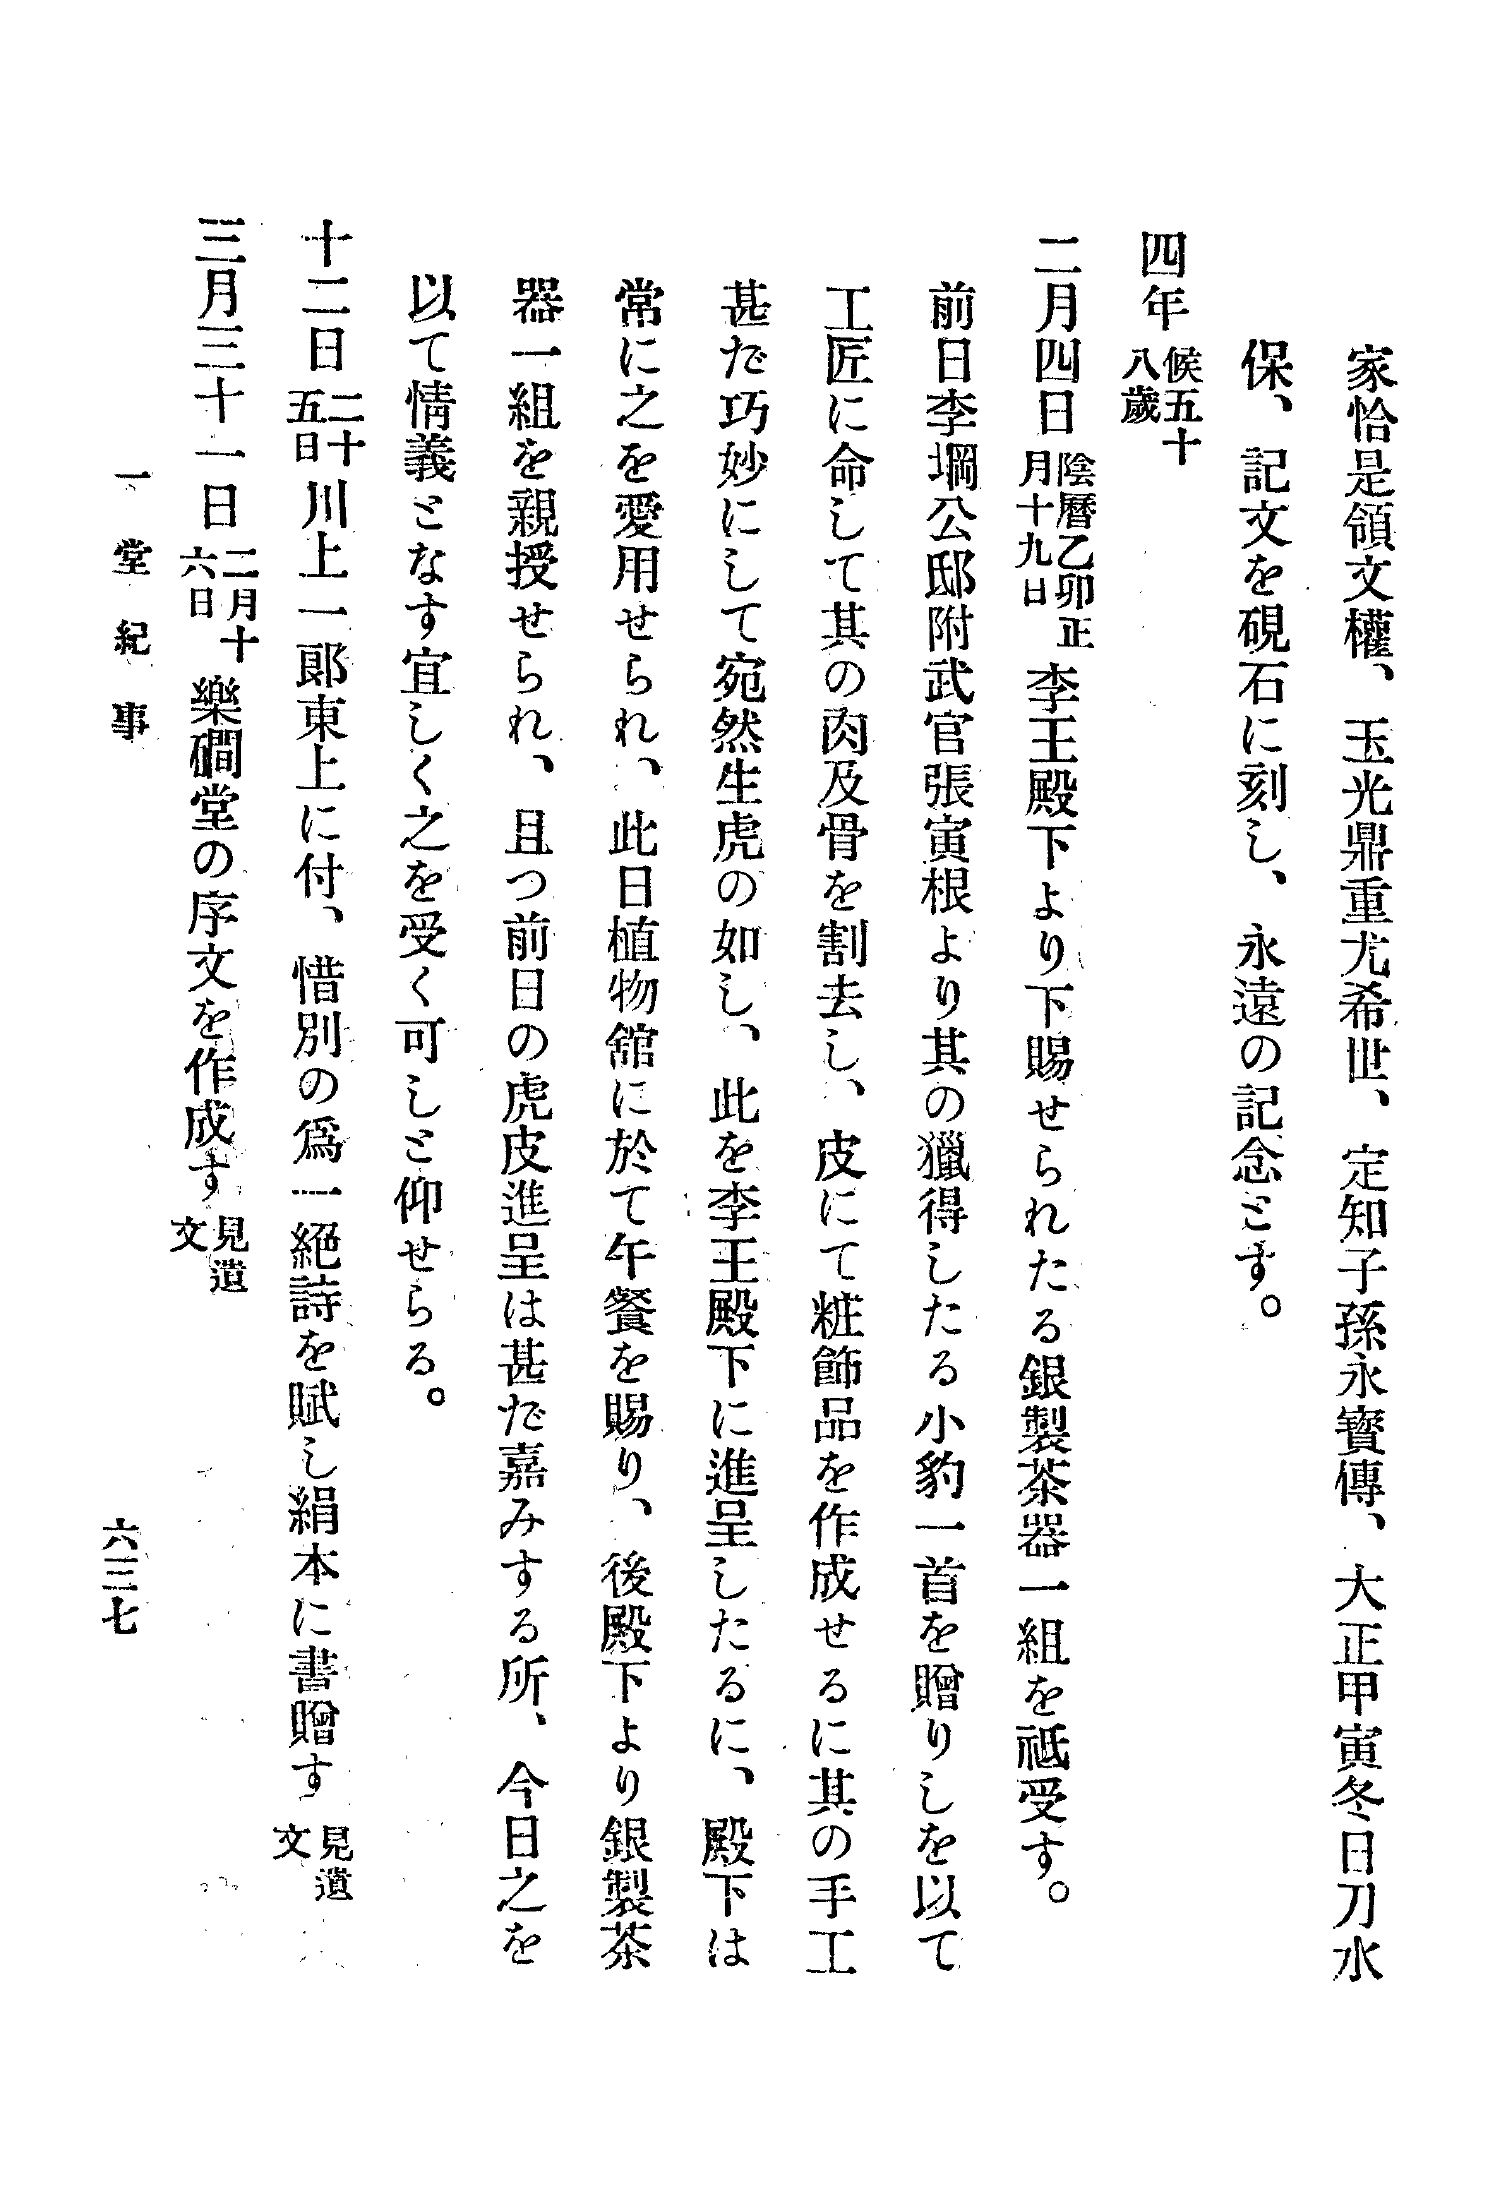 家恰是領文權、玉光鼎重尤希世、定知子孫永寶傳、大正甲寅冬日刀水
保、記文を硯石に刻し、永遠の記念とす。
四年 候五十八歲
二月四日 陰曆乙卯正月十九日 李王殿下より下賜せられたる銀製茶器一組を祗受す。
前日李堈公邸附武官張寅根より其の獵得したる小豹一首を贈りしを以て
工匠に命して其の肉及骨を割去し、皮にて粧飾品を作成せるに其の手工
甚だ巧妙にして宛然生虎の如し、此を李王殿下に進呈したるに、殿下は
常に之を愛用せられ、此日植物舘に於て午餐を賜り、後殿下より銀製茶
器一組を親授せられ、且つ前日の虎皮進呈は甚だ嘉みする所、今日之を
以て情義となす宜しく之を受く可しと仰せらる。
十二日 二十五日 川上一郞東上に付、惜別の爲一絕詩を賦し絹本に書贈す 見遺文
三月三十一日 二月十六日 樂磵堂の序文を作成す 見遺文
一堂紀事
六三七